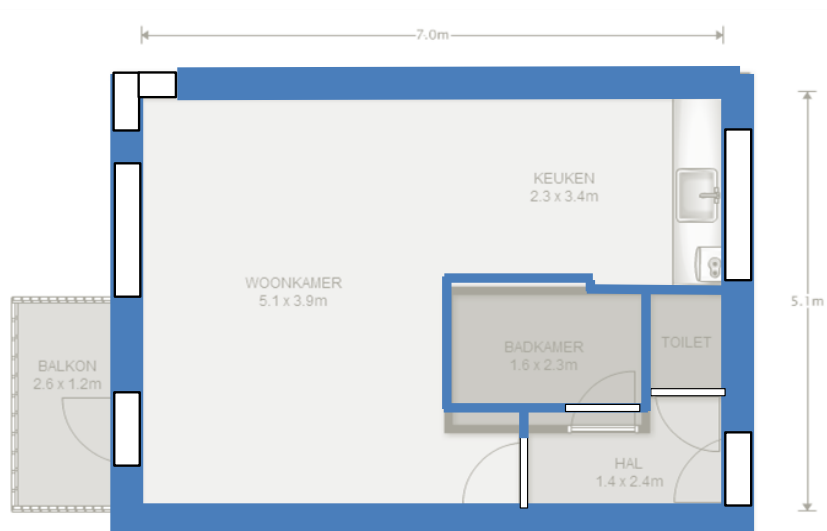 7.0m
KEUKEN
2.3 x 3.4m
WOONKAMER
5.1 x 3.9m
5.1m
BADKAMER
1.6 x 2.3m
TOILET
BALKON
2.6 x 1.2m
HAL
1.4 x 2.4m